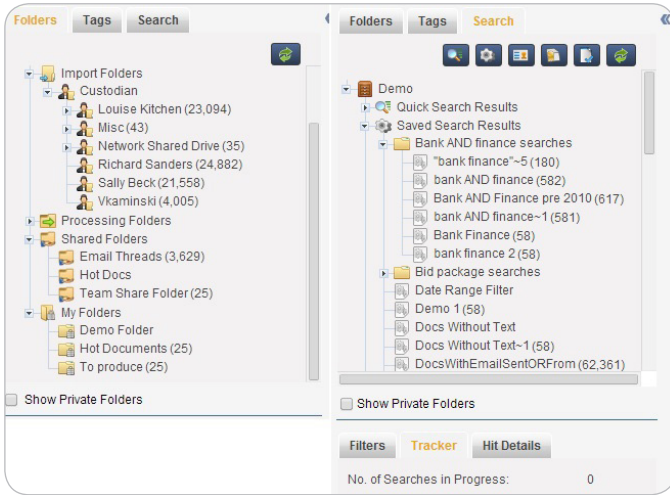 Folders Tags Search
Import Folders
Custodian
Louise Kitchen (23,094)
Misc (43)
Network Shared Drive (35)
Richard Sanders (24,882)
Sally Beck (21,558)
Vkaminski (4,005)
Processing Folders
Shared Folders
Email Threads (3,629)
Hot Docs
Team Share Folder (25)
My Folders
Demo Folder
Hot Documents (25)
To produce (25)
Show Private Folders
Folders Tags Search
Demo
Quick Search Results
Saved Search Results
Bank AND finance searches
"bank finance"~5 (180)
bank AND finance (582)
Bank AND Finance pre 2010 (617)
bank AND finance~1 (581)
Bank Finance (58)
bank finance 2 (58)
Bid package searches
Date Range Filter
Demo 1 (58)
Docs Without Text
Docs Without Text~1 (58)
DocsWithEmailSentORFrom (62,361)
Show Private Folders
Filters Tracker Hit Details
No. of Searches in Progress: 0